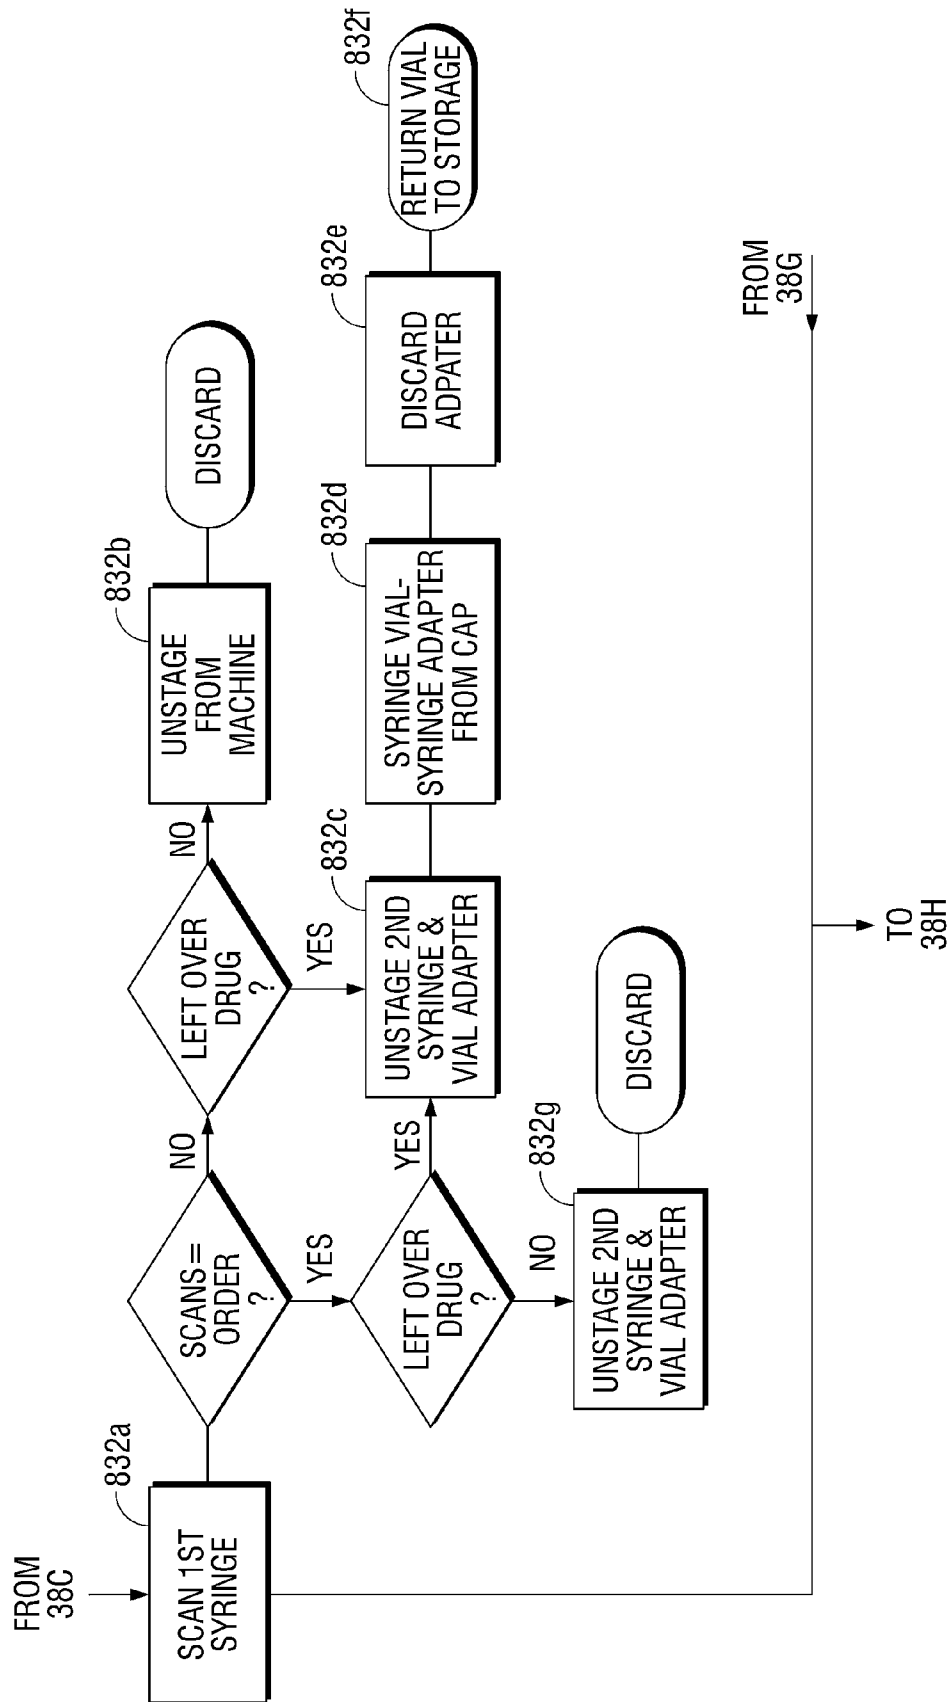 FROM
38C
832a
SCAN 1ST
SYRINGE
SCANS=
ORDER
?
NO
LEFT OVER
DRUG
?
NO
832b
UNSTAGE
FROM
MACHINE
DISCARD
YES
LEFT OVER
DRUG
?
YES
YES
832c
UNSTAGE 2ND
SYRINGE &
VIAL ADAPTER
832d
SYRINGE VIAL-
SYRINGE ADAPTER
FROM CAP
832e
DISCARD
ADPATER
832f
RETURN VIAL
TO STORAGE
NO
832g
UNSTAGE 2ND
SYRINGE &
VIAL ADAPTER
DISCARD
FROM
38G
TO
38H